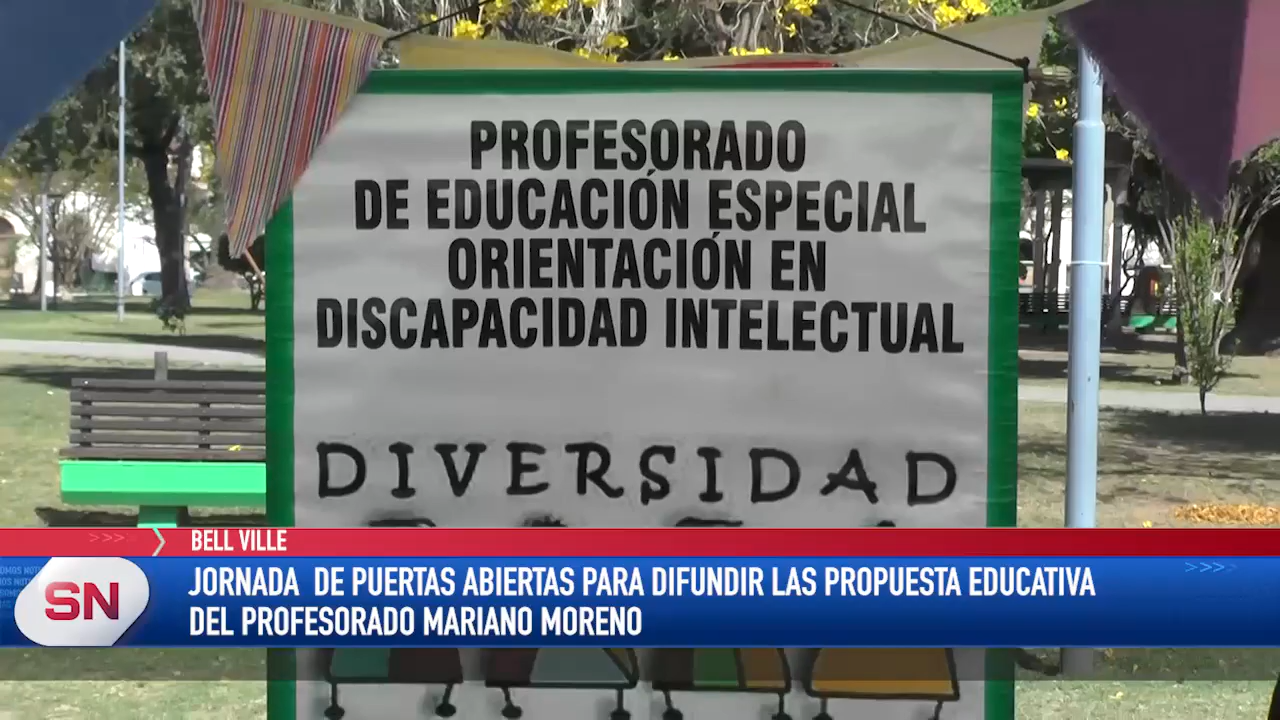 PROFESORADO
DE EDUCACIÓN ESPECIAL
ORIENTACIÓN EN
DISCAPACIDAD INTELECTUAL
DIVERSIDAD
BELL VILLE
SN
JORNADA DE PUERTAS ABIERTAS PARA DIFUNDIR LAS PROPUESTA EDUCATIVA
DEL PROFESORADO MARIANO MORENO